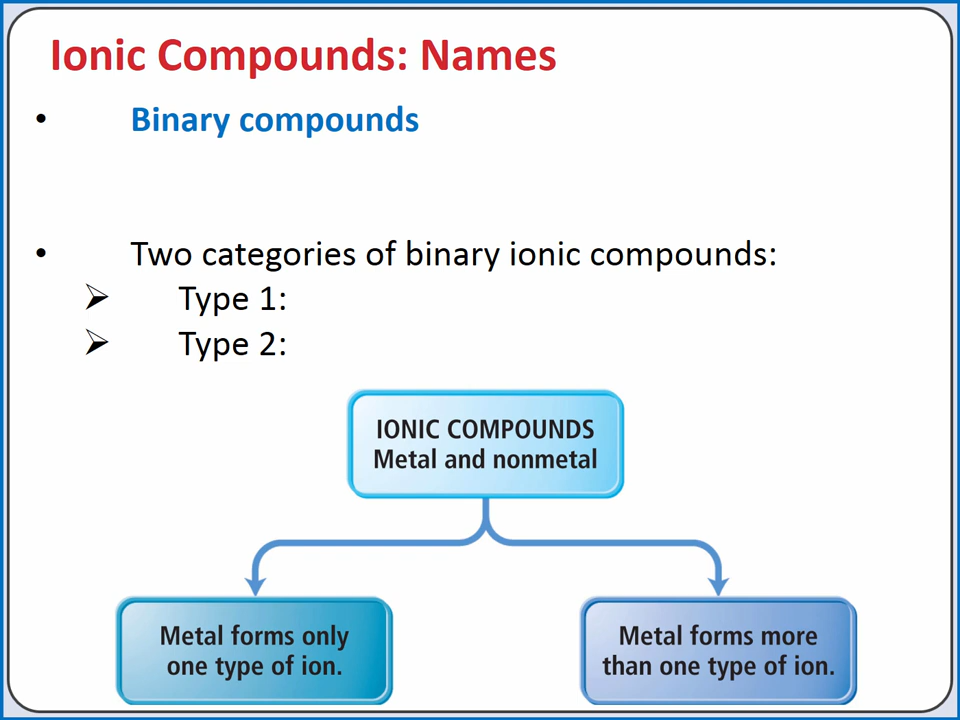 Ionic Compounds: Names
• Binary compounds
• Two categories of binary ionic compounds:
➢ Type 1:
➢ Type 2:
IONIC COMPOUNDS
Metal and nonmetal
Metal forms only
one type of ion.
Metal forms more
than one type of ion.